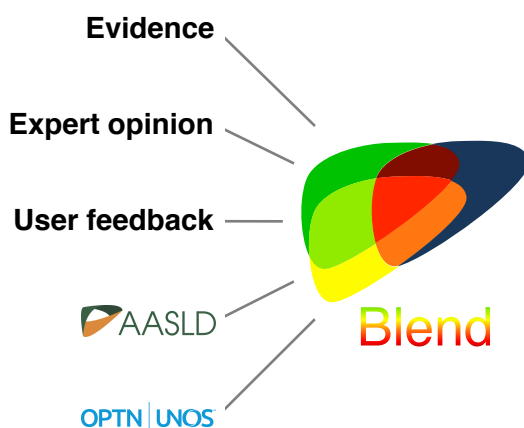 Evidence
Expert opinion
User feedback
AASLD
Blend
OPTN UNOS